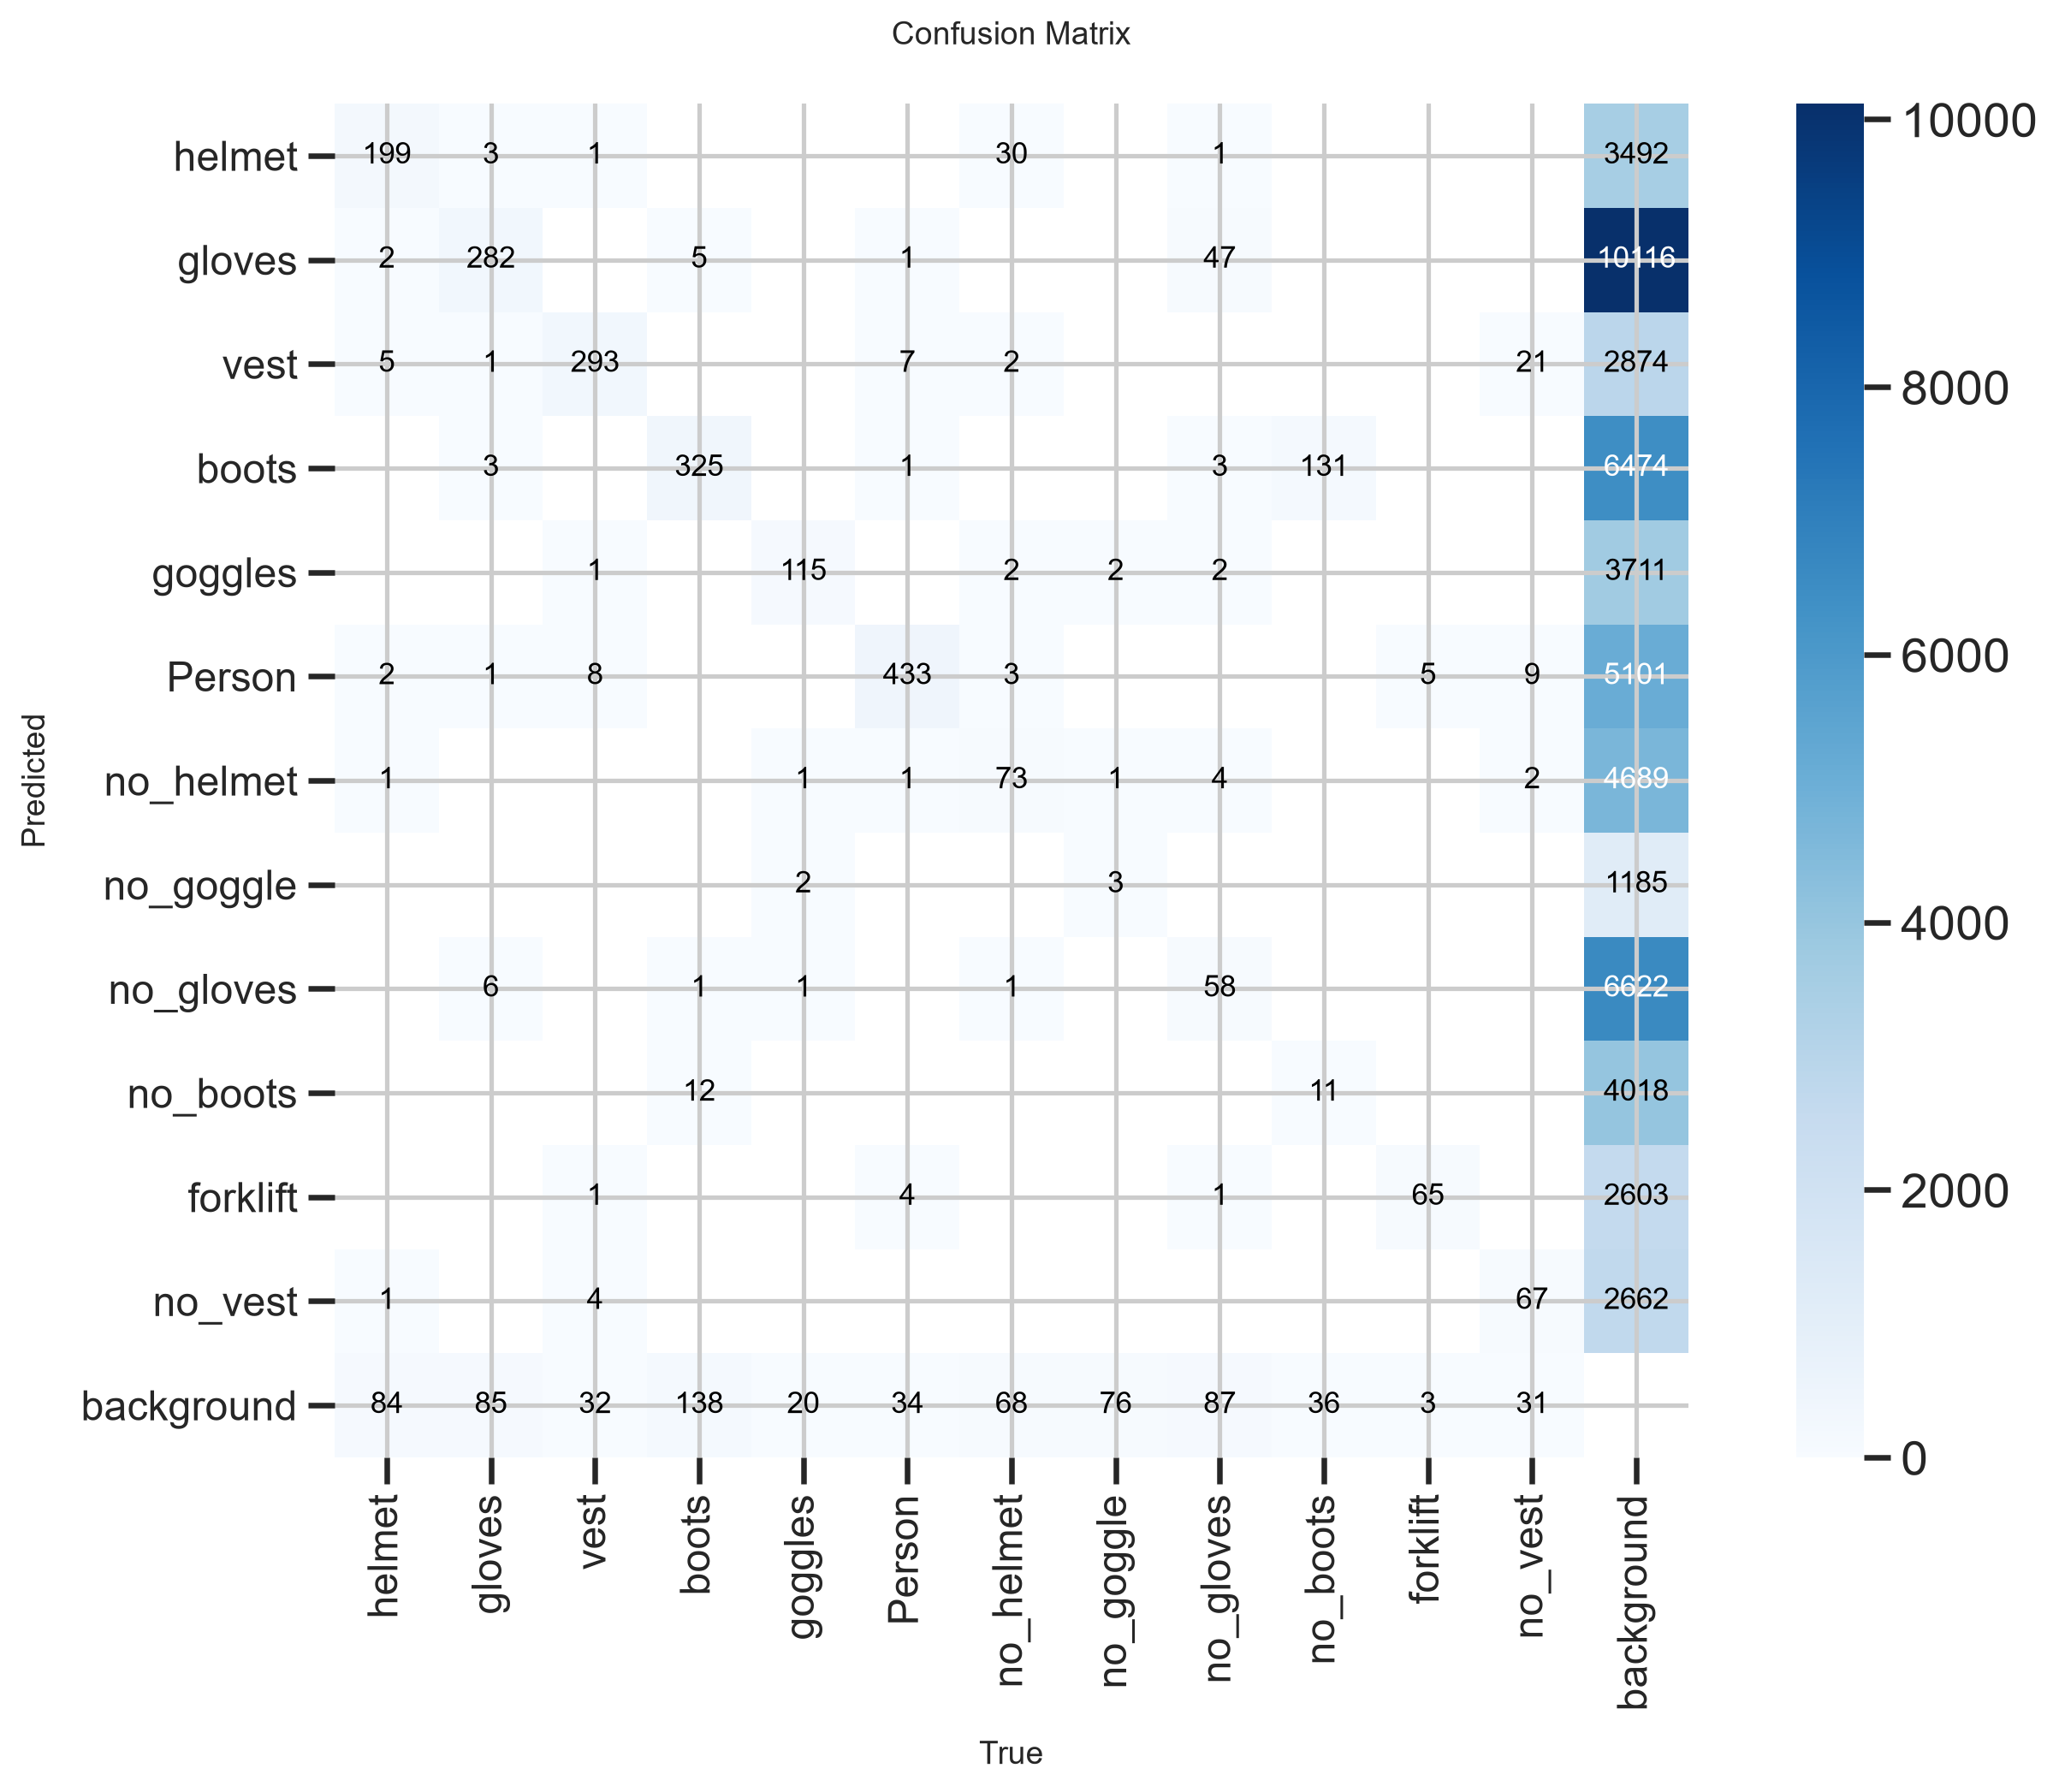 Confusion Matrix
helmet 199 3 1 30 1 3492
gloves 2 282 5 1 47 10116
vest 5 1 293 7 2 21 2874
boots 3 325 1 3 131 6474
goggles 1 115 2 2 2 3711
Person 2 1 8 433 3 5 9 5101
no_helmet 1 1 1 73 1 4 2 4689
no_goggle 2 3 1185
no_gloves 6 1 1 1 58 6622
no_boots 12 11 4018
forklift 1 4 1 65 2603
no_vest 1 4 67 2662
background 84 85 32 138 20 34 68 76 87 36 3 31
Predicted
helmet gloves vest boots goggles Person no_helmet no_goggle no_gloves no_boots forklift no_vest background
True
10000
8000
6000
4000
2000
0